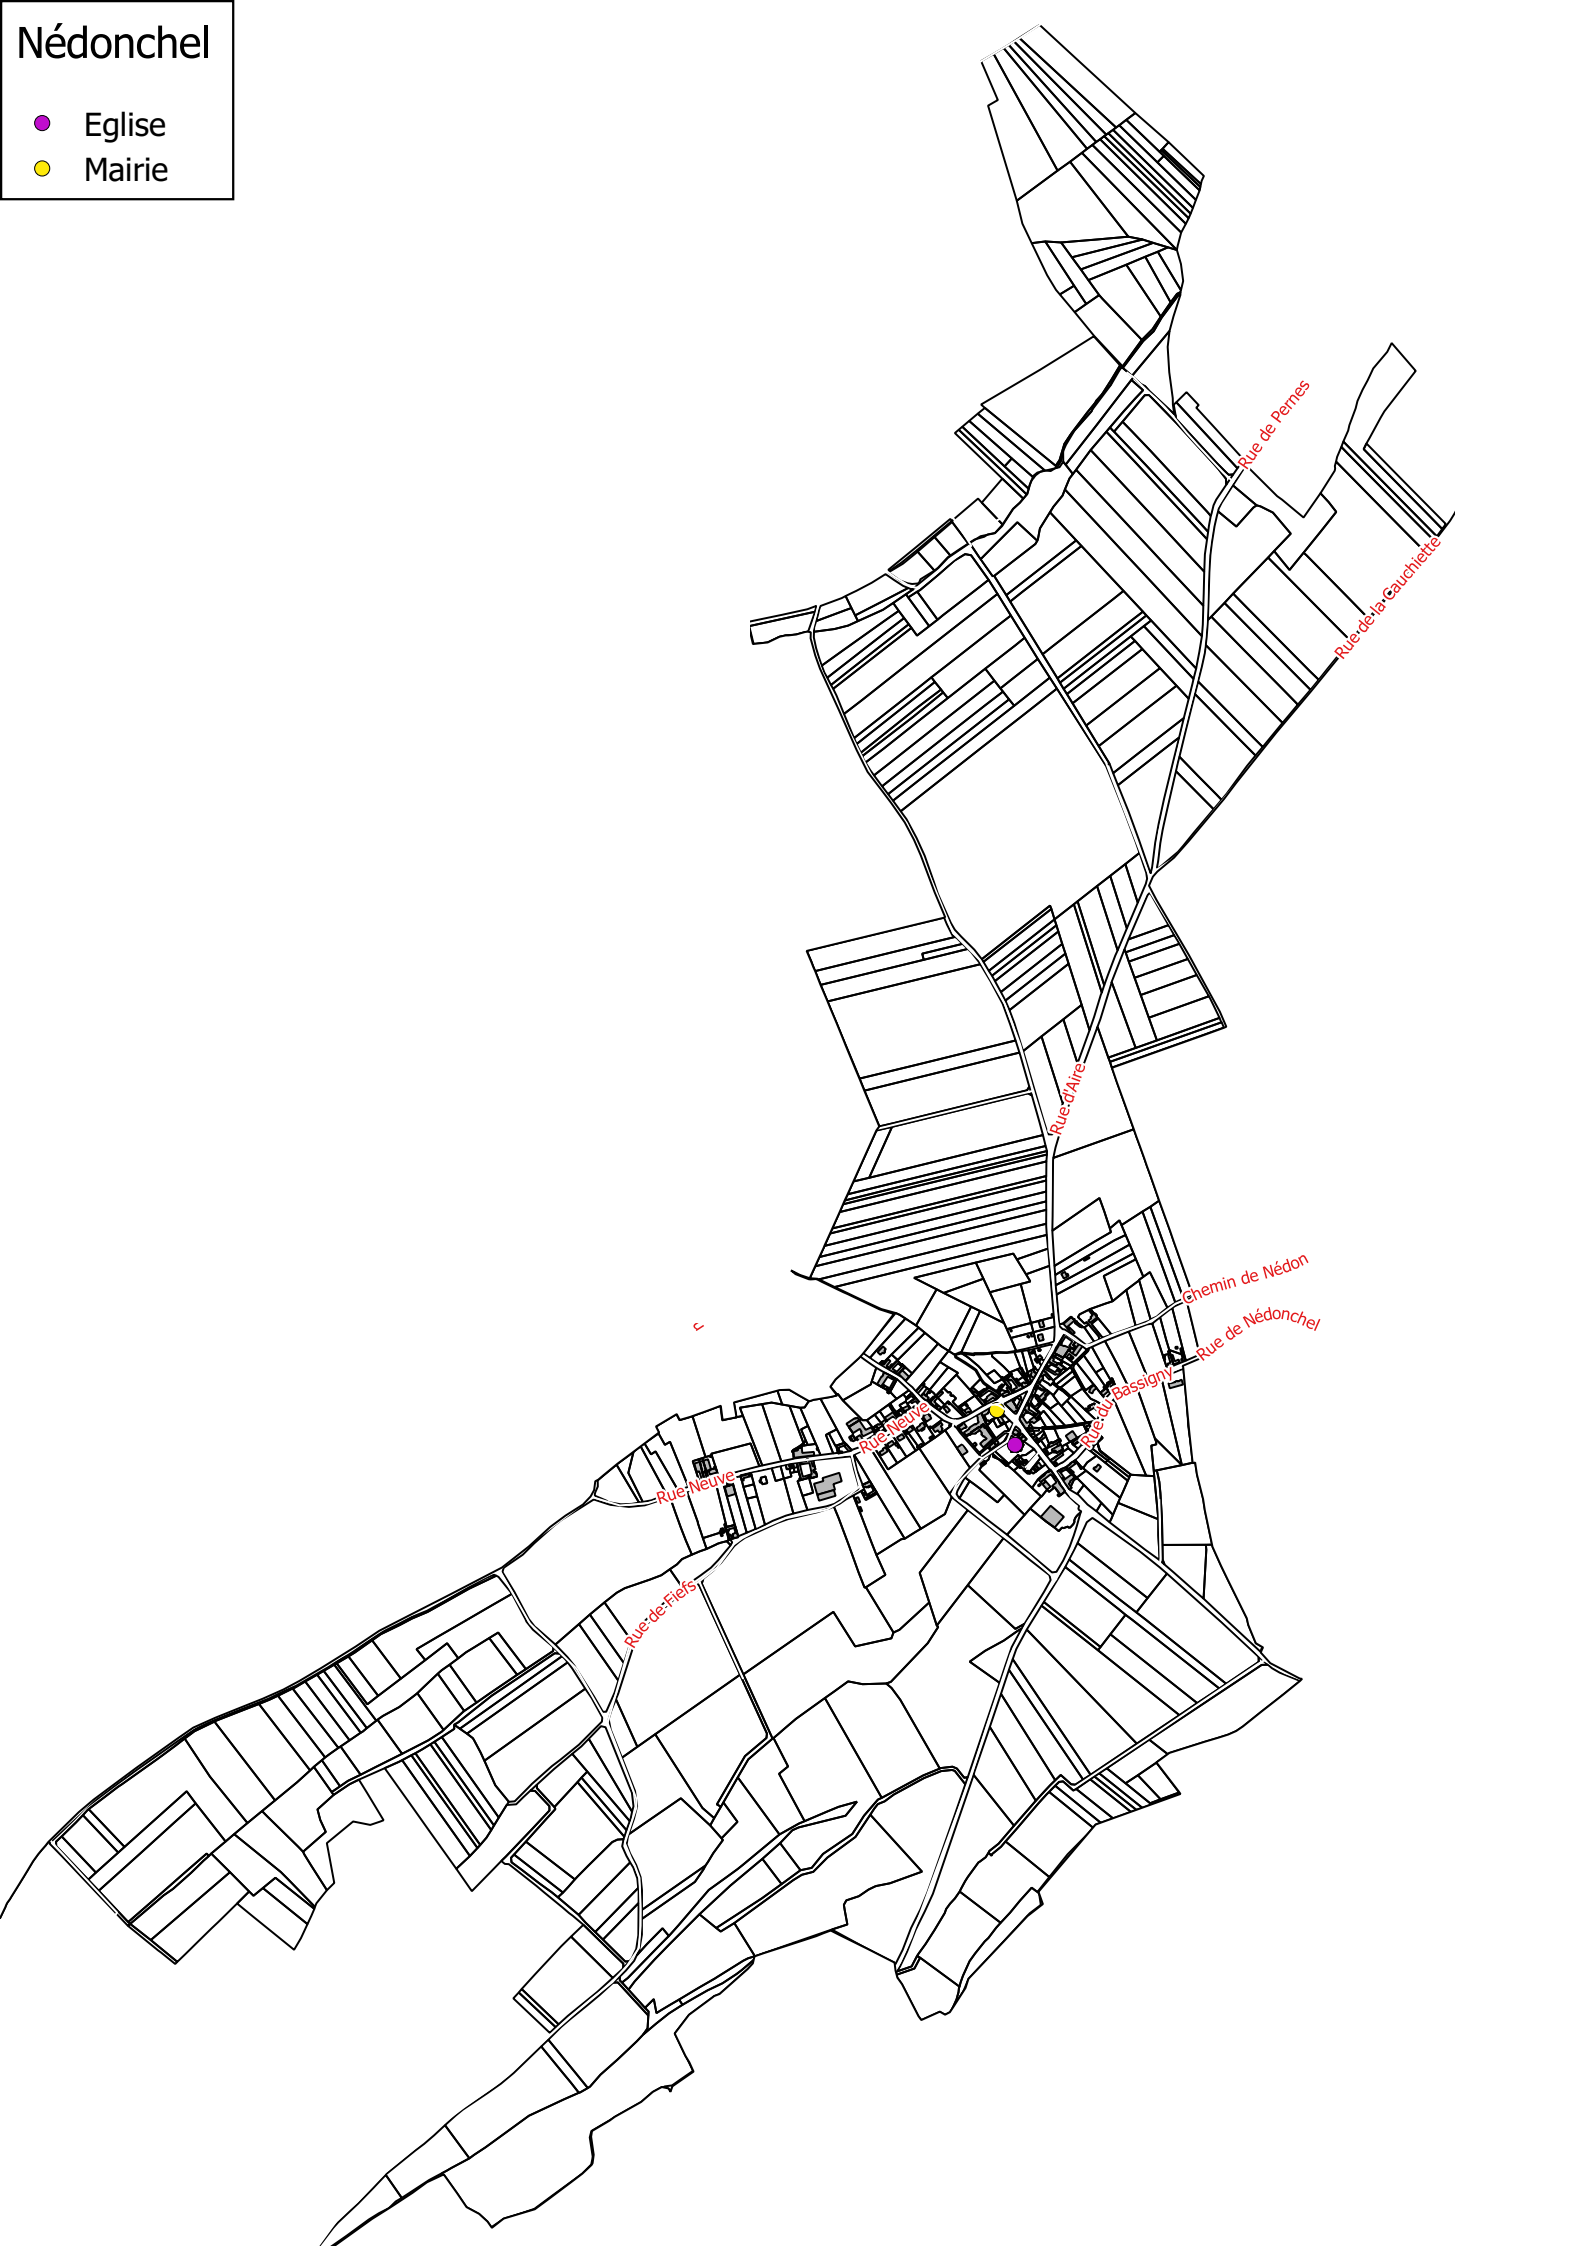 Nédonchel
Eglise
Mairie
Rue de Pernes
Rue de la Cauchiette
Rue d'Aire
Chemin de Nédon
Rue de Nédonchel
Rue du Bassigny
Rue Neuve
Rue Neuve
Rue de Fiefs